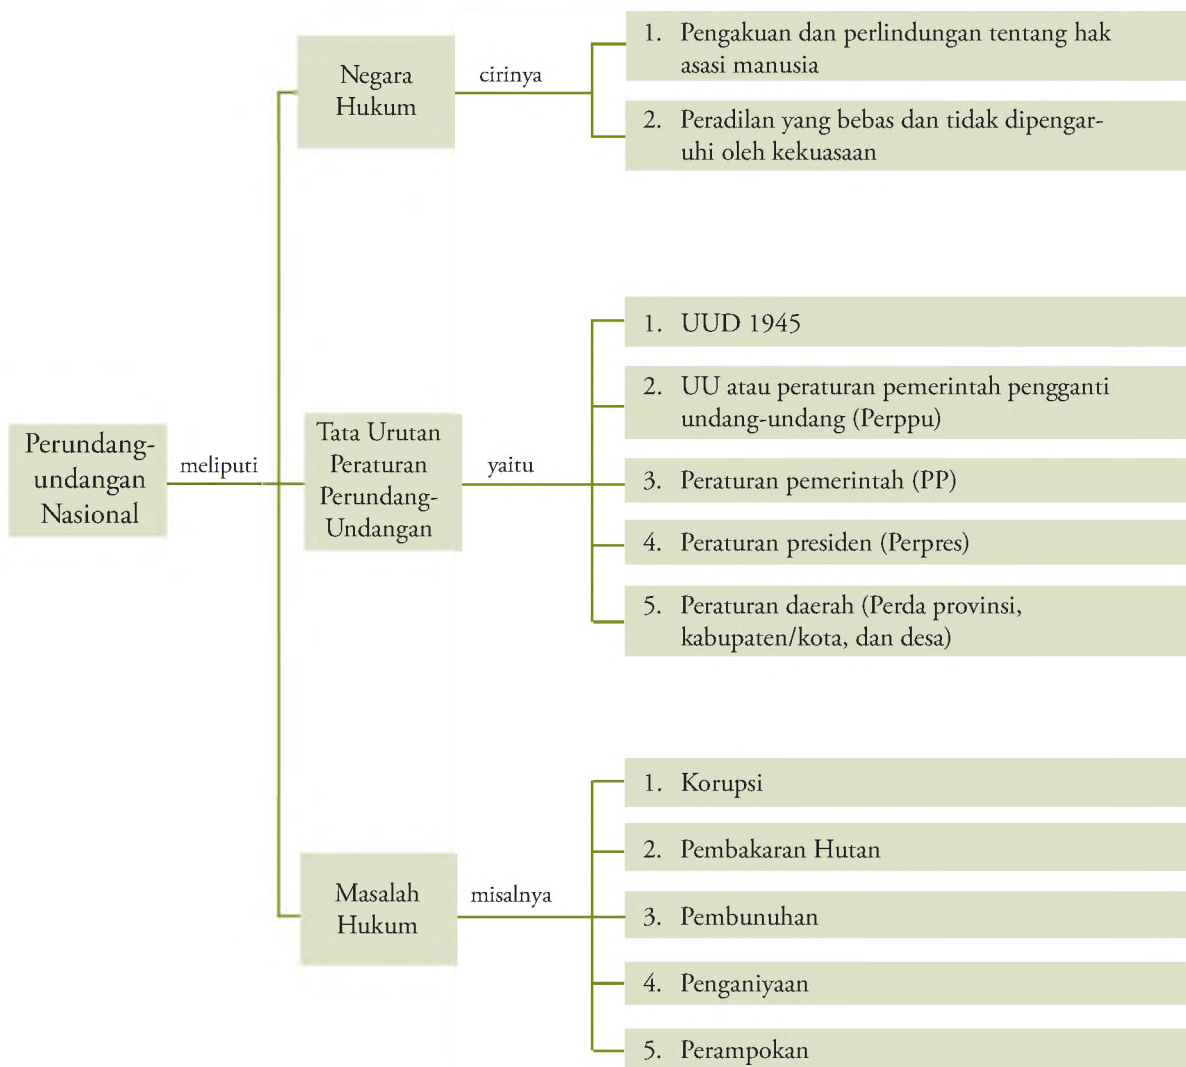 Perundang-
undangan
Nasional
meliputi
Negara
Hukum
cirinya
1. Pengakuan dan perlindungan tentang hak
asasi manusia
2. Peradilan yang bebas dan tidak dipengar-
uhi oleh kekuasaan
Tata Urutan
Peraturan
Perundang-
Undangan
yaitu
1. UUD 1945
2. UU atau peraturan pemerintah pengganti
undang-undang (Perppu)
3. Peraturan pemerintah (PP)
4. Peraturan presiden (Perpres)
5. Peraturan daerah (Perda provinsi,
kabupaten/kota, dan desa)
Masalah
Hukum
misalnya
1. Korupsi
2. Pembakaran Hutan
3. Pembunuhan
4. Penganiyaan
5. Perampokan